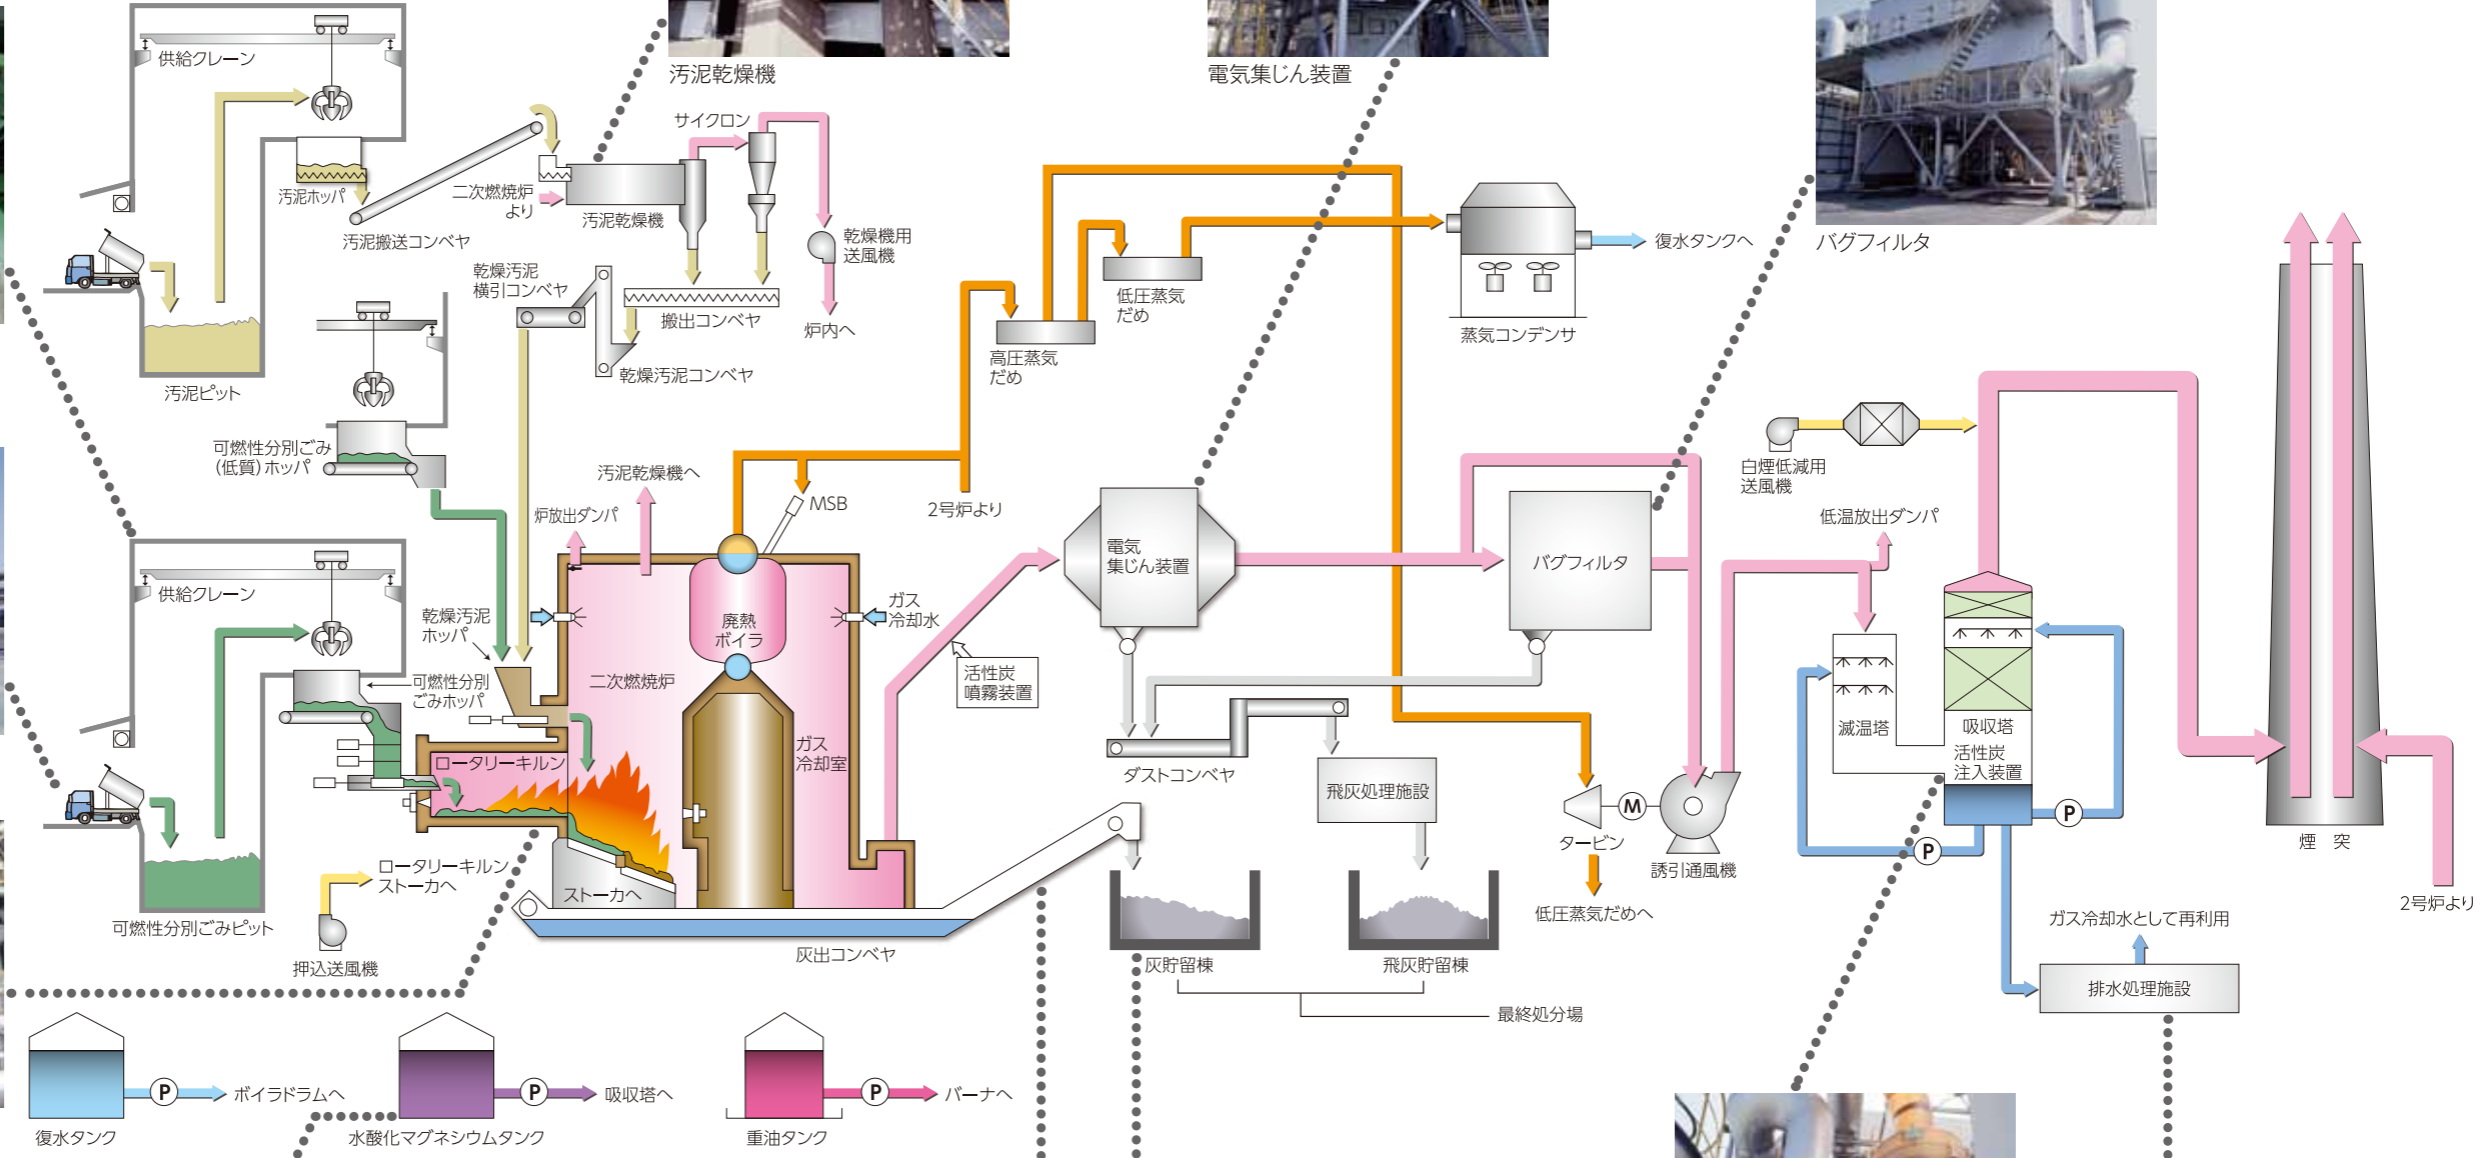 汚泥乾燥機
電気集じん装置
バグフィルタ
供給クレーン
汚泥ホッパ
汚泥搬送コンベヤ
汚泥ピット
サイクロン
二次燃焼炉
より
汚泥乾燥機
乾燥機用
送風機
炉内へ
乾燥汚泥
横引コンベヤ
搬出コンベヤ
乾燥汚泥コンベヤ
可燃性分別ごみ
（低質）ホッパ
高圧蒸気
だめ
低圧蒸気
だめ
復水タンクへ
蒸気コンデンサ
汚泥乾燥機へ
炉放出ダンパ
MSB
2号炉より
供給クレーン
乾燥汚泥
ホッパ
可燃性分別
ごみホッパ
二次燃焼炉
廃熱
ボイラ
ガス
冷却水
ガス
冷却室
ロータリーキルン
ストーカへ
活性炭
噴霧装置
電気
集じん装置
バグフィルタ
ダストコンベヤ
飛灰処理施設
M
タービン
誘引通風機
低圧蒸気だめへ
白煙低減用
送風機
低温放出ダンパ
減温塔
吸収塔
活性炭
注入装置
P
P
煙 突
2号炉より
ガス冷却水として再利用
排水処理施設
可燃性分別ごみピット
ロータリーキルン
ストーカへ
押込送風機
灰出コンベヤ
灰貯留棟
飛灰貯留棟
最終処分場
P
ボイラドラムへ
復水タンク
P
吸収塔へ
水酸化マグネシウムタンク
P
バーナへ
重油タンク